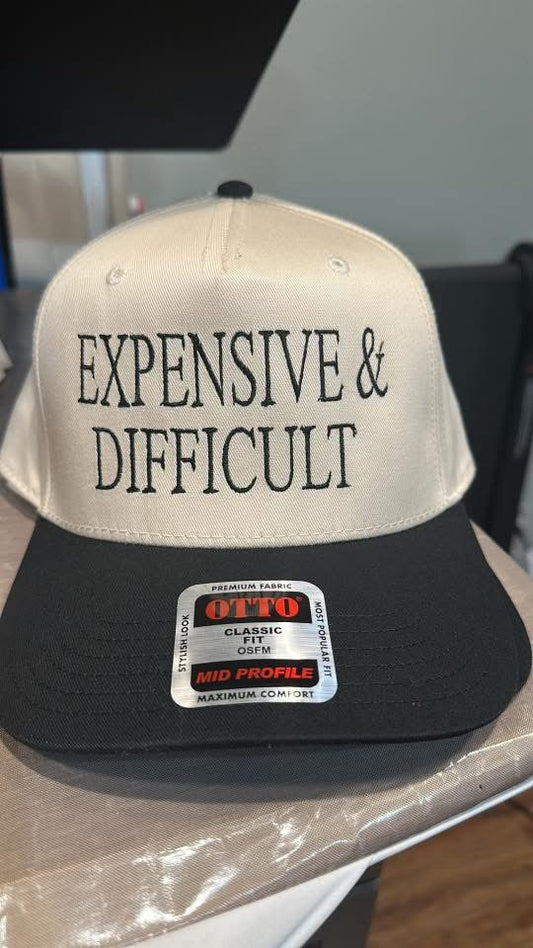 EXPENSIVE &
DIFFICULT
PREMIUM FABRIC
STYLISH LOOK
OTTO
CLASSIC
FIT
OSFM
MID PROFILE
MOST POPULAR FIT
MAXIMUM COMFORT